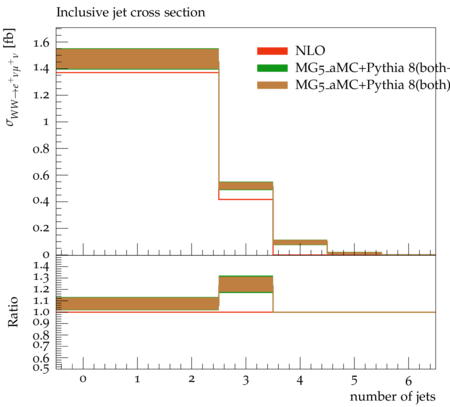 Inclusive jet cross section
σ_{WW→e⁺νμ⁺ν} [fb]
1.6
1.4
1.2
1
0.8
0.6
0.4
0.2
0
NLO
MG5_aMC+Pythia 8(both-
MG5_aMC+Pythia 8(both)
Ratio
1.4
1.3
1.2
1.1
1.0
0.9
0.8
0.7
0.6
0.5
0 1 2 3 4 5 6
number of jets